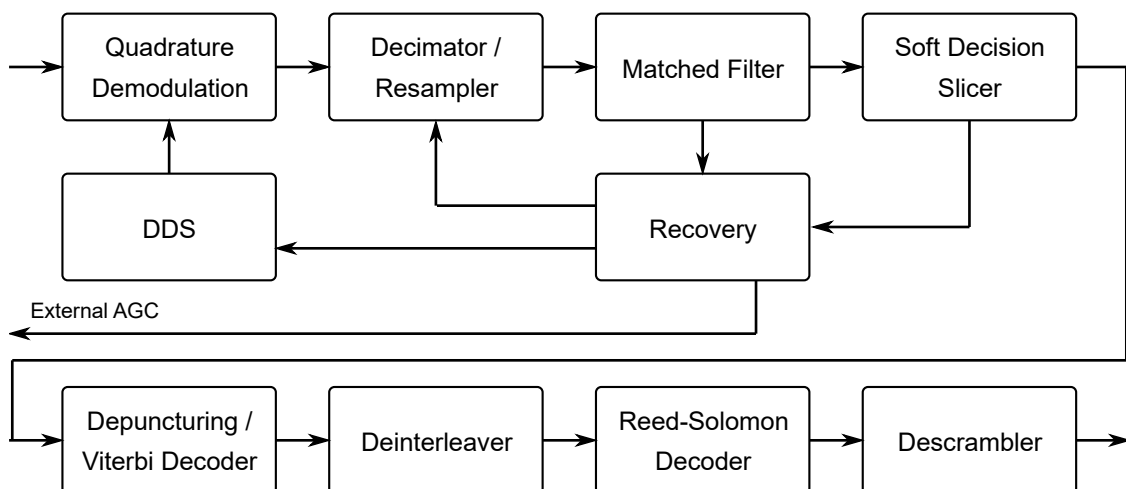 Quadrature
Demodulation
Decimator /
Resampler
Matched Filter
Soft Decision
Slicer
DDS
Recovery
External AGC
Depuncturing /
Viterbi Decoder
Deinterleaver
Reed-Solomon
Decoder
Descrambler